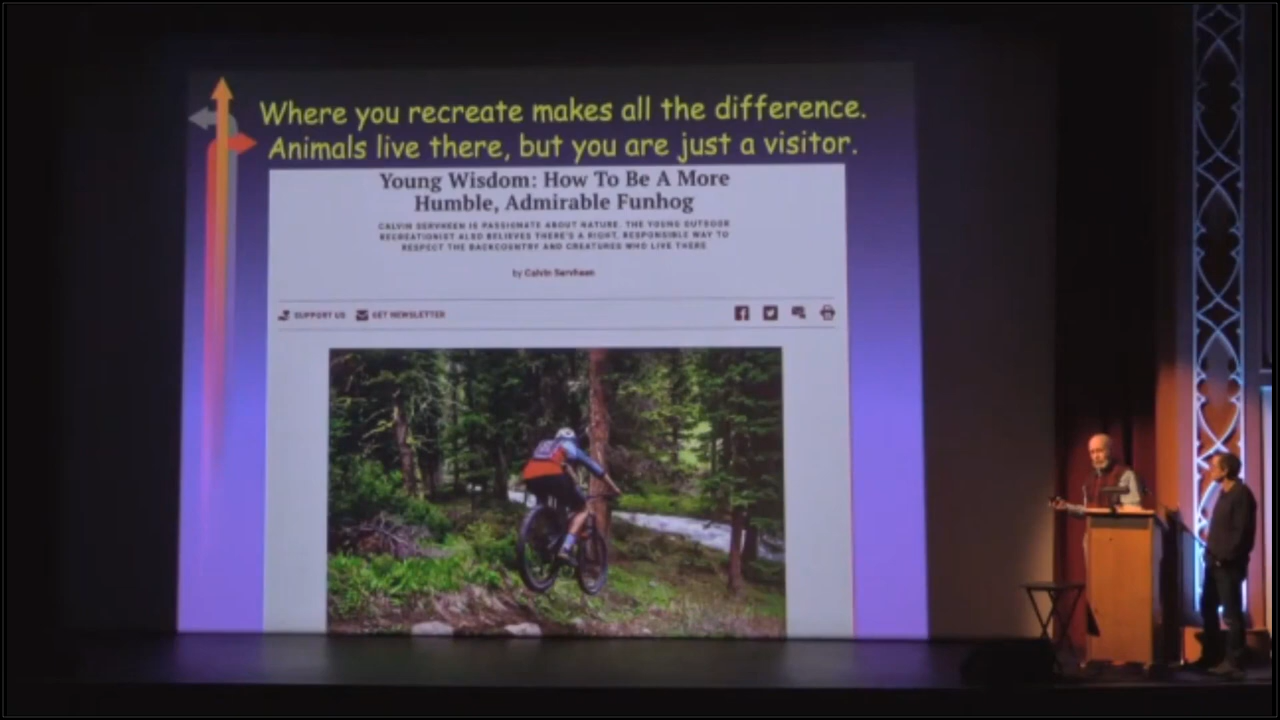 Where you recreate makes all the difference.
Animals live there, but you are just a visitor.
Young Wisdom: How To Be A More
Humble, Admirable Funhog
CALVIN SERVHEEN IS PASSIONATE ABOUT NATURE. THE YOUNG OUTDOOR
RECREATIONIST ALSO BELIEVES THERE'S A RIGHT, RESPONSIBLE WAY TO
RESPECT THE BACKCOUNTRY AND CREATURES WHO LIVE THERE
by Calvin Servheen
SUPPORT US GET NEWSLETTER